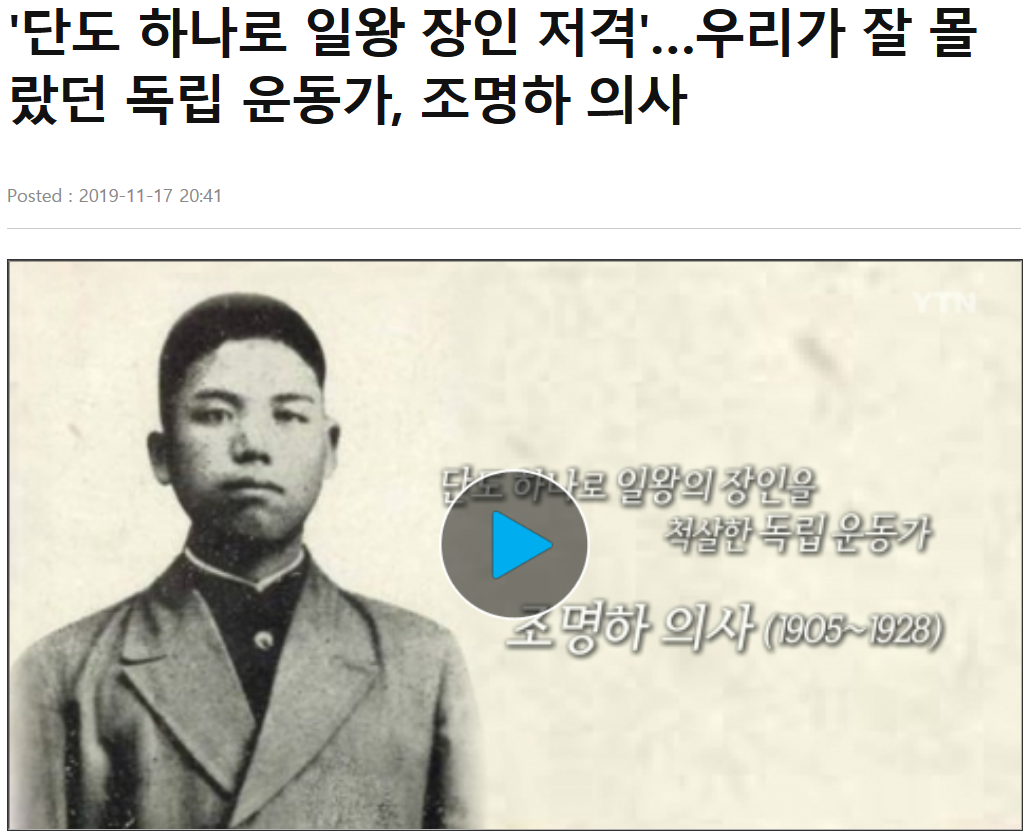 '단도 하나로 일왕 장인 저격'...우리가 잘 몰
랐던 독립 운동가, 조명하 의사
Posted : 2019-11-17 20:41
YTN
단도 하나로 일왕의 장인을
척살한 독립 운동가
조명하 의사 (1905~1928)